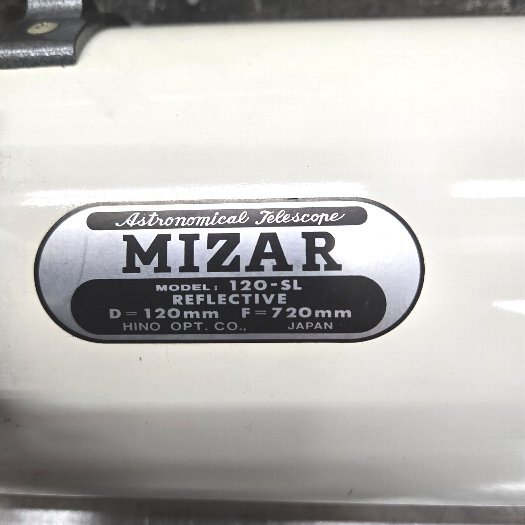 Astronomical Telescope
MIZAR
MODEL: 120-SL
REFLECTIVE
D=120mm F=720mm
HINO OPT. CO., JAPAN